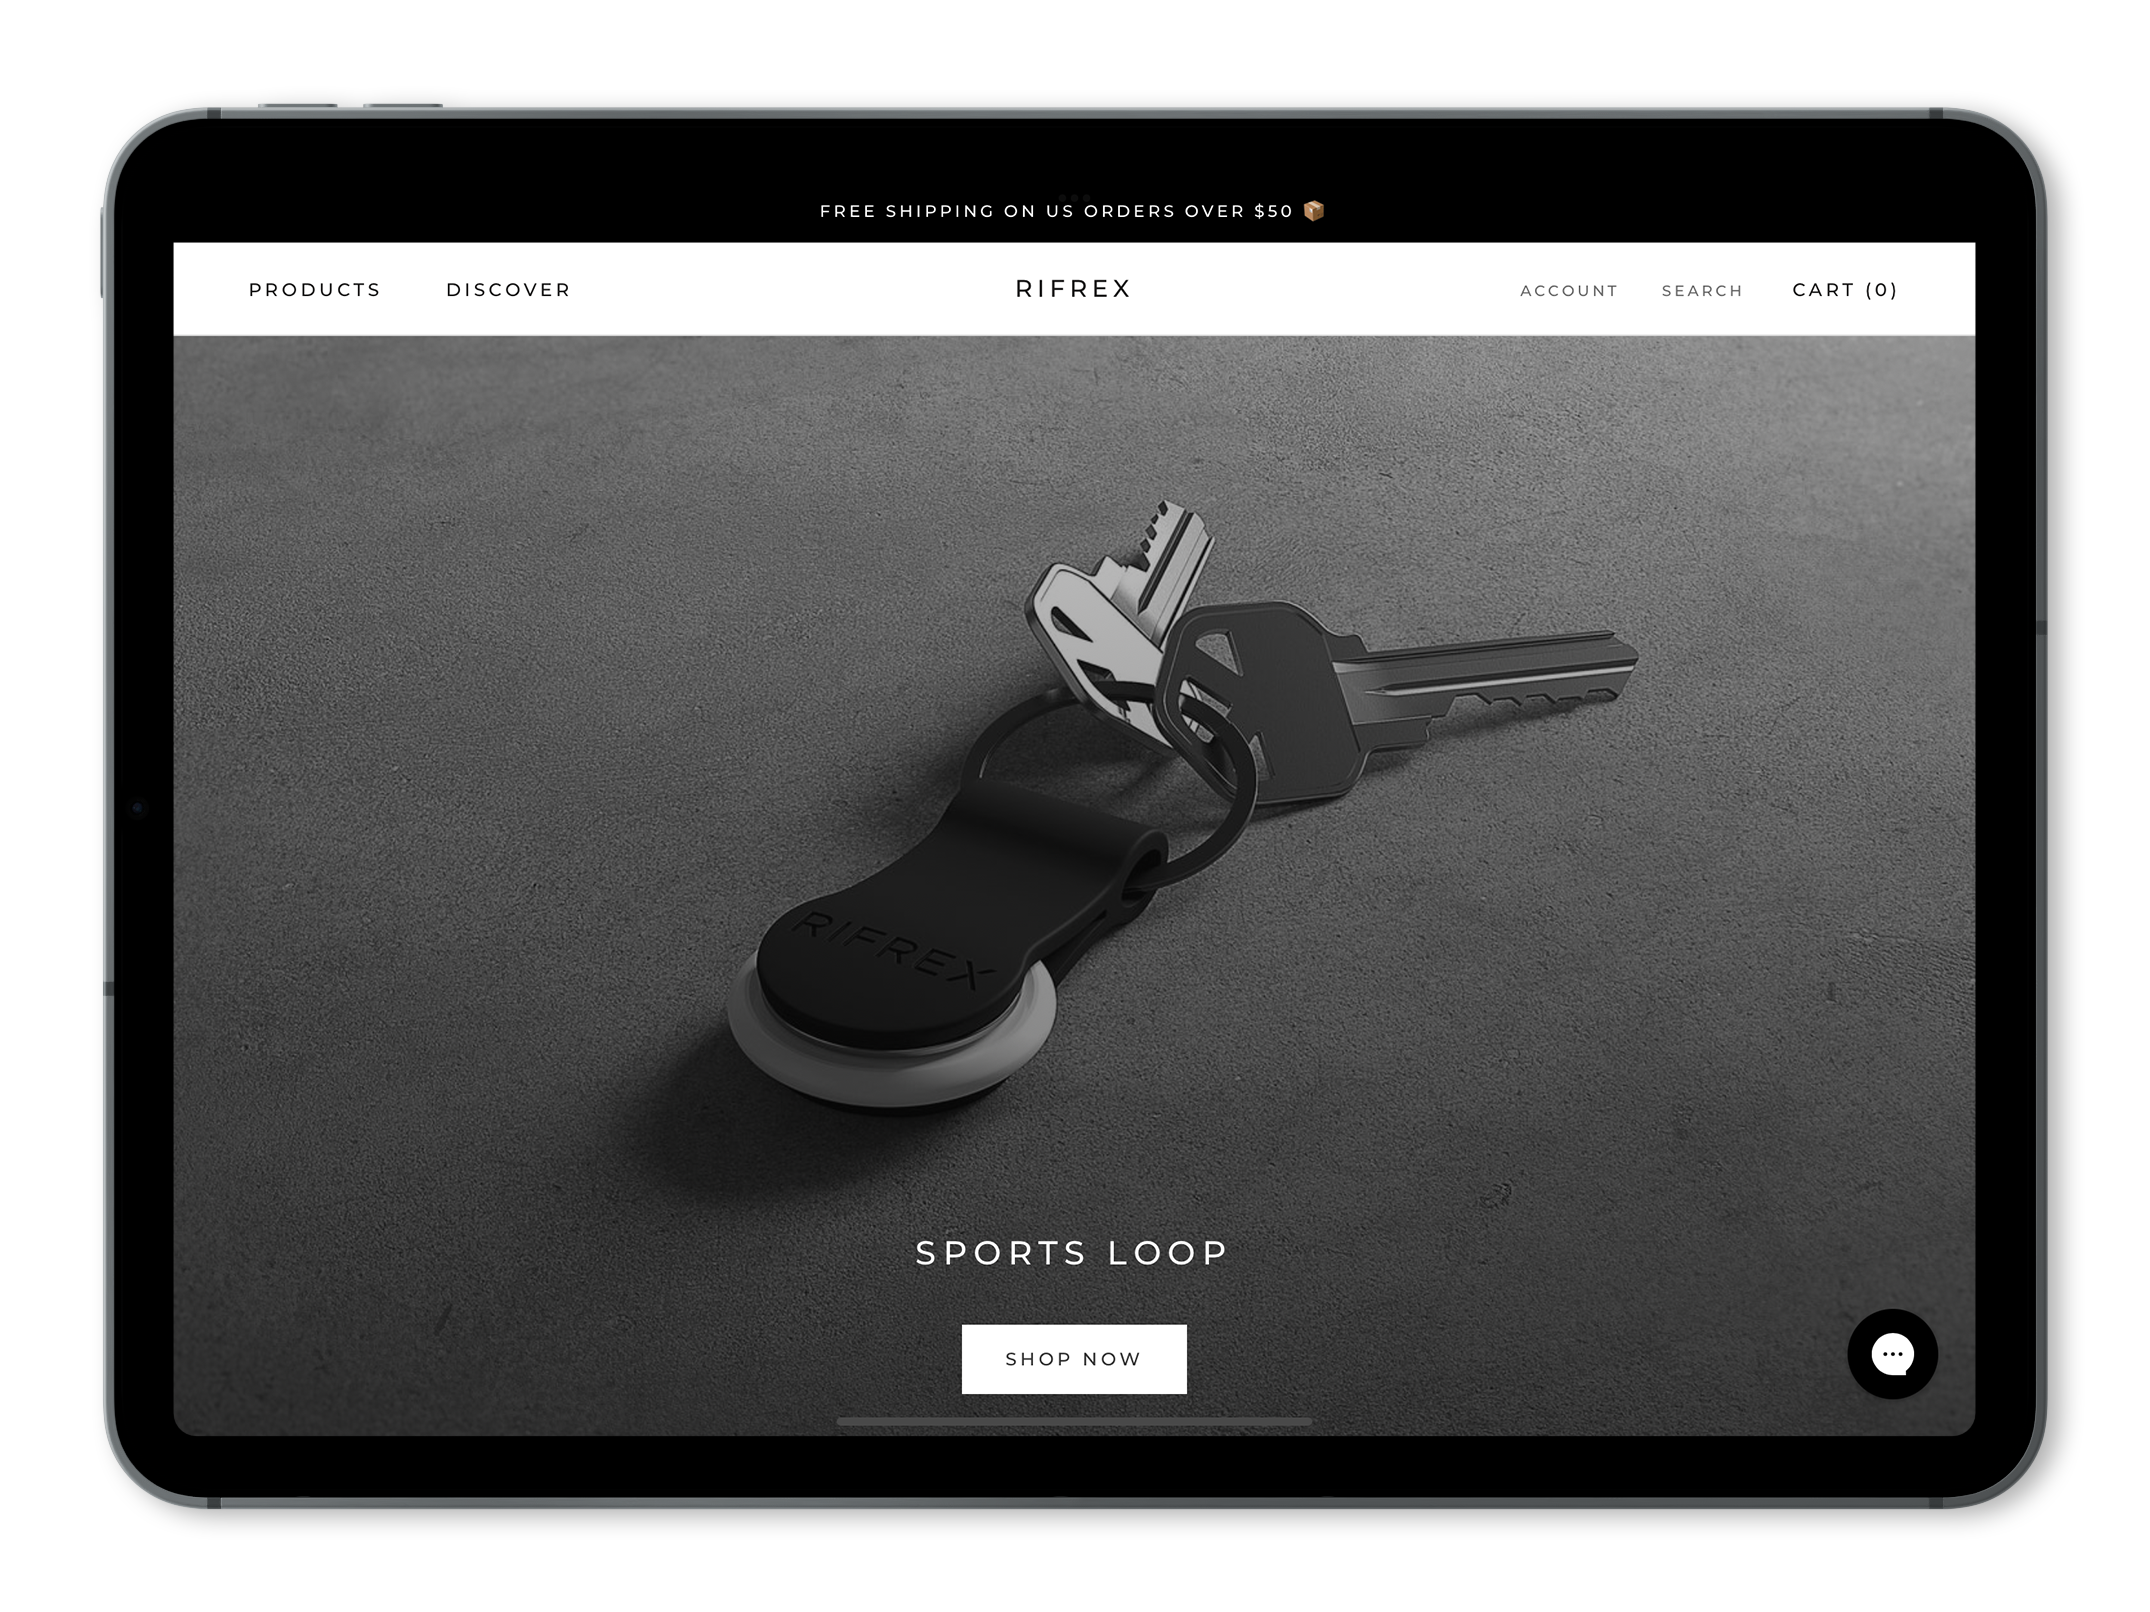 FREE SHIPPING ON US ORDERS OVER $50 📦
PRODUCTS DISCOVER RIFREX ACCOUNT SEARCH CART (0)
RIFREX
SPORTS LOOP
SHOP NOW